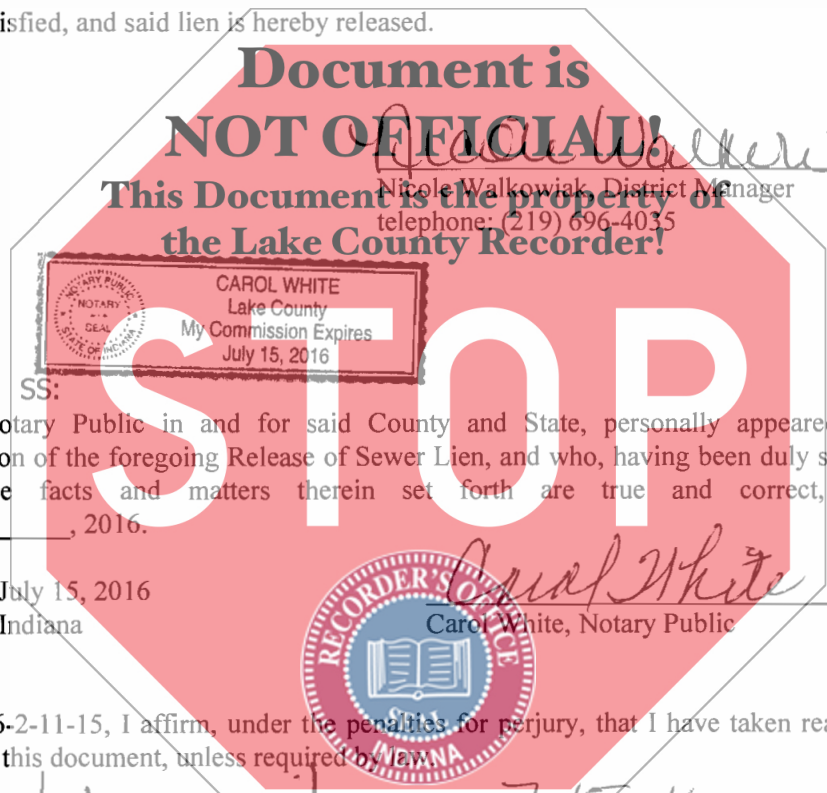 isfied, and said lien is hereby released.
Document is
NOT OFFICIAL!
Nicole Walkowiak
This Document is the property of
Nicole Walkowiak, District Manager
telephone: (219) 696-4035
the Lake County Recorder!
NOTARY PUBLIC
NOTARY
SEAL
STATE OF INDIANA
CAROL WHITE
Lake County
My Commission Expires
July 15, 2016
STOP
SS:
otary Public in and for said County and State, personally appeared
on of the foregoing Release of Sewer Lien, and who, having been duly s
e facts and matters therein set forth are true and correct,
, 2016.
July 15, 2016
Indiana
Carol White
Carol White, Notary Public
RECORDER'S OFFICE
SEAL
INDIANA
6-2-11-15, I affirm, under the penalties for perjury, that I have taken rea
this document, unless required by law.